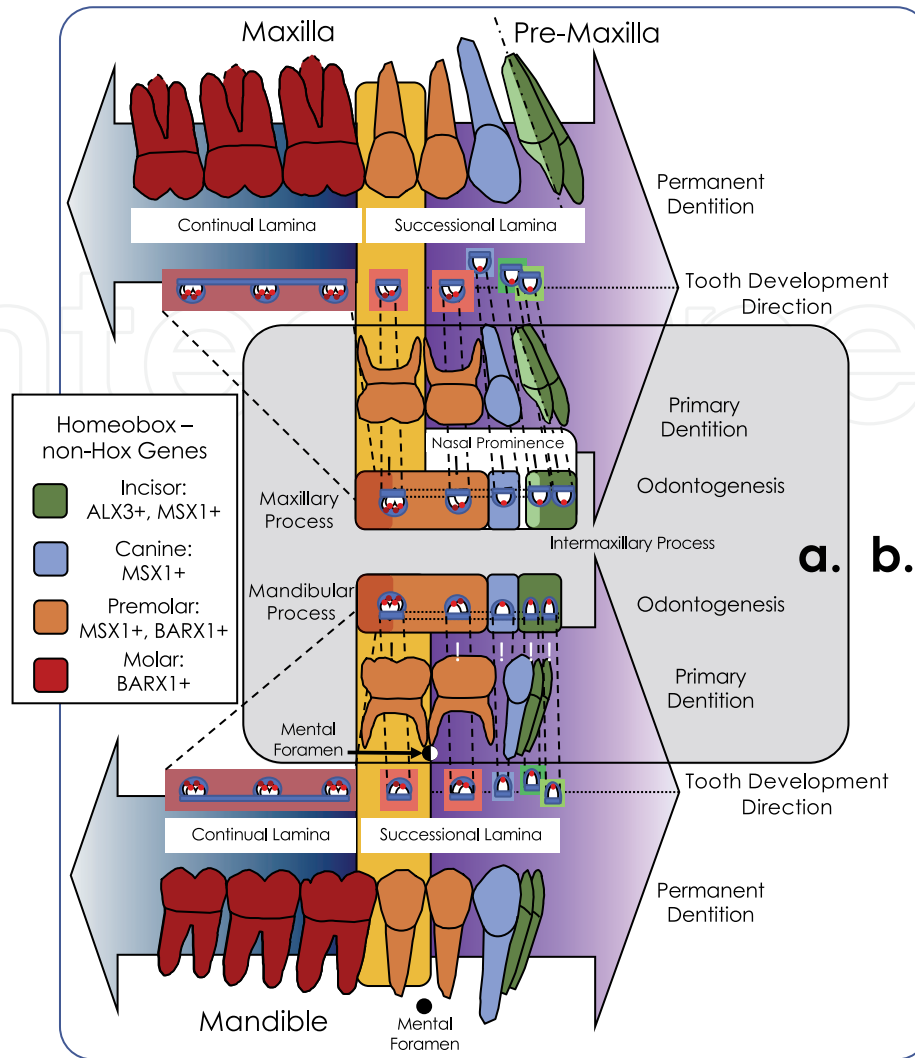 Maxilla
Pre-Maxilla
Permanent
Dentition
Continual Lamina
Successional Lamina
Tooth Development
Direction
Primary
Dentition
Nasal Prominence
Homeobox –
non-Hox Genes
Incisor:
ALX3+, MSX1+
Canine:
MSX1+
Premolar:
MSX1+, BARX1+
Molar:
BARX1+
Maxillary
Process
Odontogenesis
Intermaxillary Process
a. b.
Mandibular
Process
Odontogenesis
Primary
Dentition
Mental
Foramen
Tooth Development
Direction
Continual Lamina
Successional Lamina
Permanent
Dentition
Mandible
Mental
Foramen